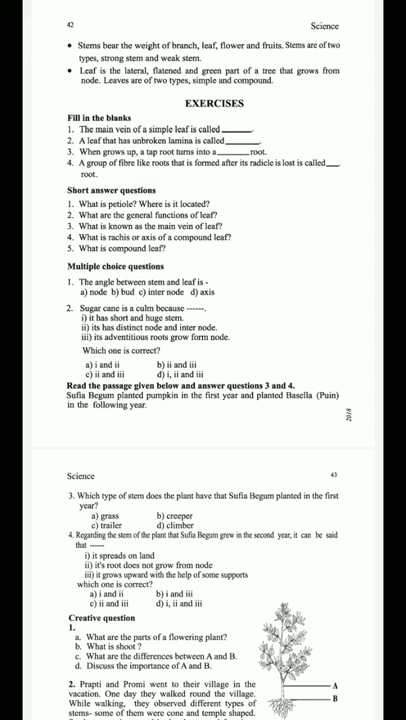 42
Science
• Stems bear the weight of branch, leaf, flower and fruits. Stems are of two
types, strong stem and weak stem.
• Leaf is the lateral, flatened and green part of a tree that grows from
node. Leaves are of two types, simple and compound.
EXERCISES
Fill in the blanks
1. The main vein of a simple leaf is called_______.
2. A leaf that has unbroken lamina is called________.
3. When grows up, a tap root turns into a________root.
4. A group of fibre like roots that is formed after its radicle is lost is called___
root.
Short answer questions
1. What is petiole? Where is it located?
2. What are the general functions of leaf?
3. What is known as the main vein of leaf?
4. What is rachis or axis of a compound leaf?
5. What is compound leaf?
Multiple choice questions
1. The angle between stem and leaf is -
a) node b) bud c) inter node d) axis
2. Sugar cane is a culm because ------.
i) it has short and huge stem.
ii) its has distinct node and inter node.
iii) its adventitious roots grow form node.
Which one is correct?
a) i and ii b) ii and iii
c) ii and iii d) i, ii and iii
Read the passage given below and answer questions 3 and 4.
Sufia Begum planted pumpkin in the first year and planted Basella (Puin)
in the following year.
2018
Science
43
3. Which type of stem does the plant have that Sufia Begum planted in the first
year?
a) grass b) creeper
c) trailer d) climber
4. Regarding the stem of the plant that Sufia Begum grew in the second year, it can be said
that -----
i) it spreads on land
ii) it's root does not grow from node
iii) it grows upward with the help of some supports
which one is correct?
a) i and ii b) i and iii
c) ii and iii d) i, ii and iii
Creative question
1.
a. What are the parts of a flowering plant?
b. What is shoot ?
c. What are the differences between A and B.
d. Discuss the importance of A and B.
A
B
2. Prapti and Promi went to their village in the
vacation. One day they walked round the village.
While walking, they observed different types of
stems- some of them were cone and temple shaped.